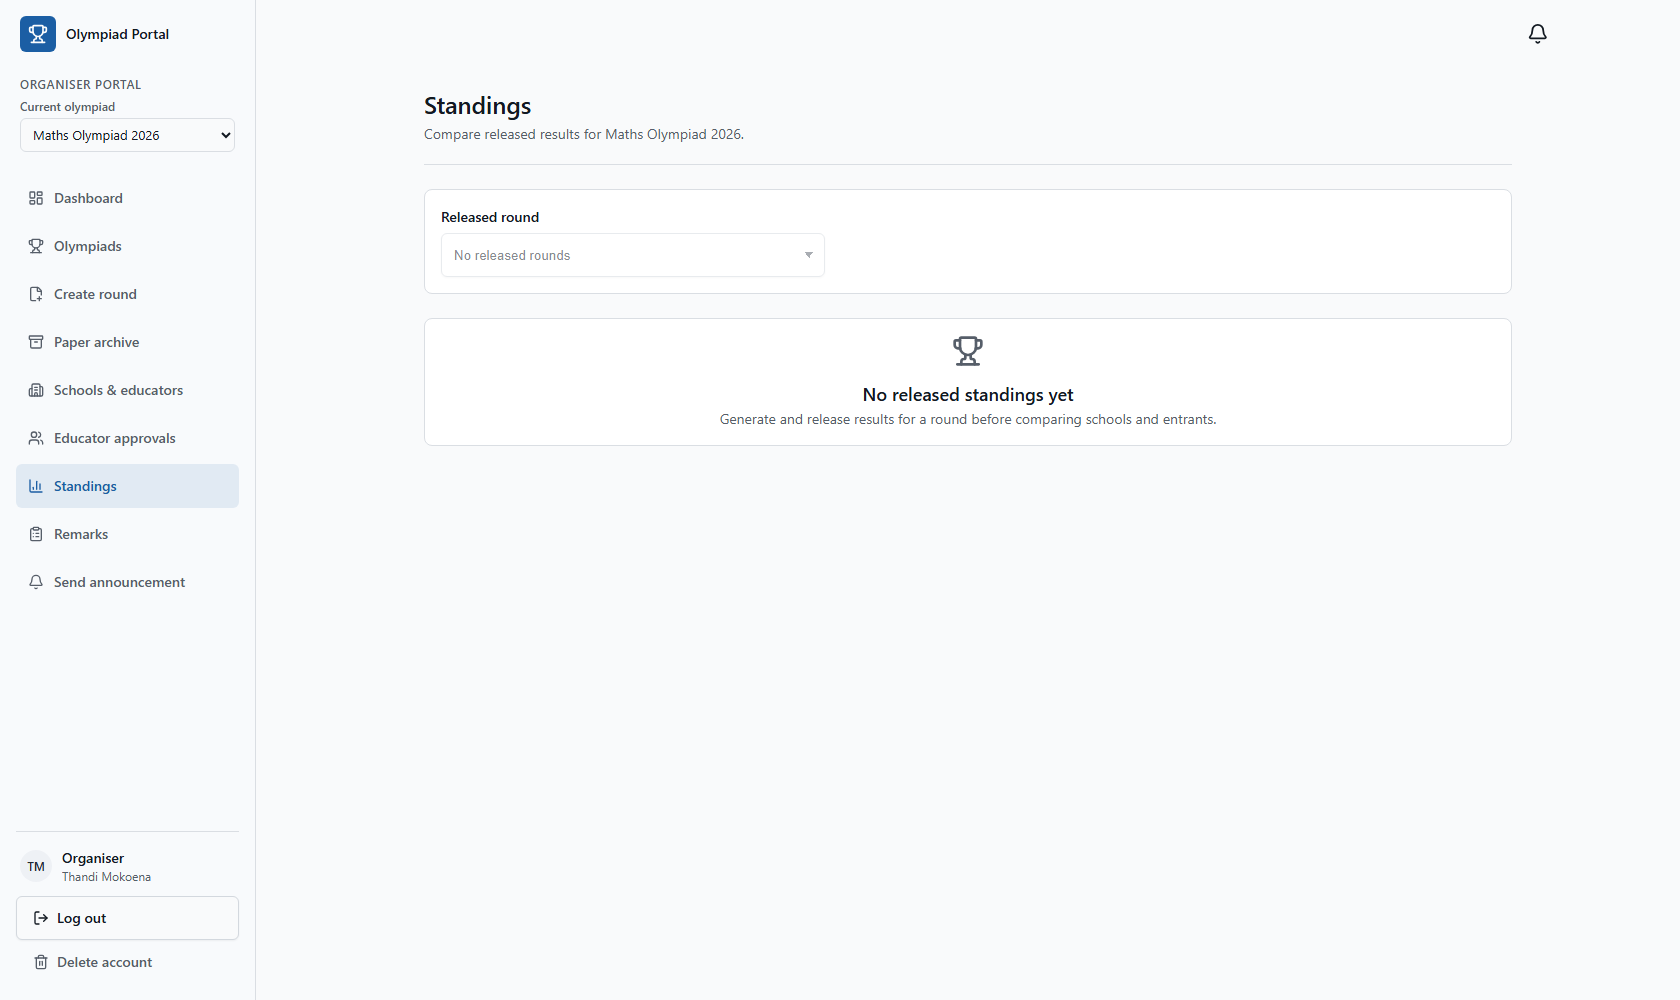 Olympiad Portal
ORGANISER PORTAL
Current olympiad
Maths Olympiad 2026
Dashboard
Olympiads
Create round
Paper archive
Schools & educators
Educator approvals
Standings
Remarks
Send announcement
TM
Organiser
Thandi Mokoena
Log out
Delete account
Standings
Compare released results for Maths Olympiad 2026.
Released round
No released rounds
No released standings yet
Generate and release results for a round before comparing schools and entrants.